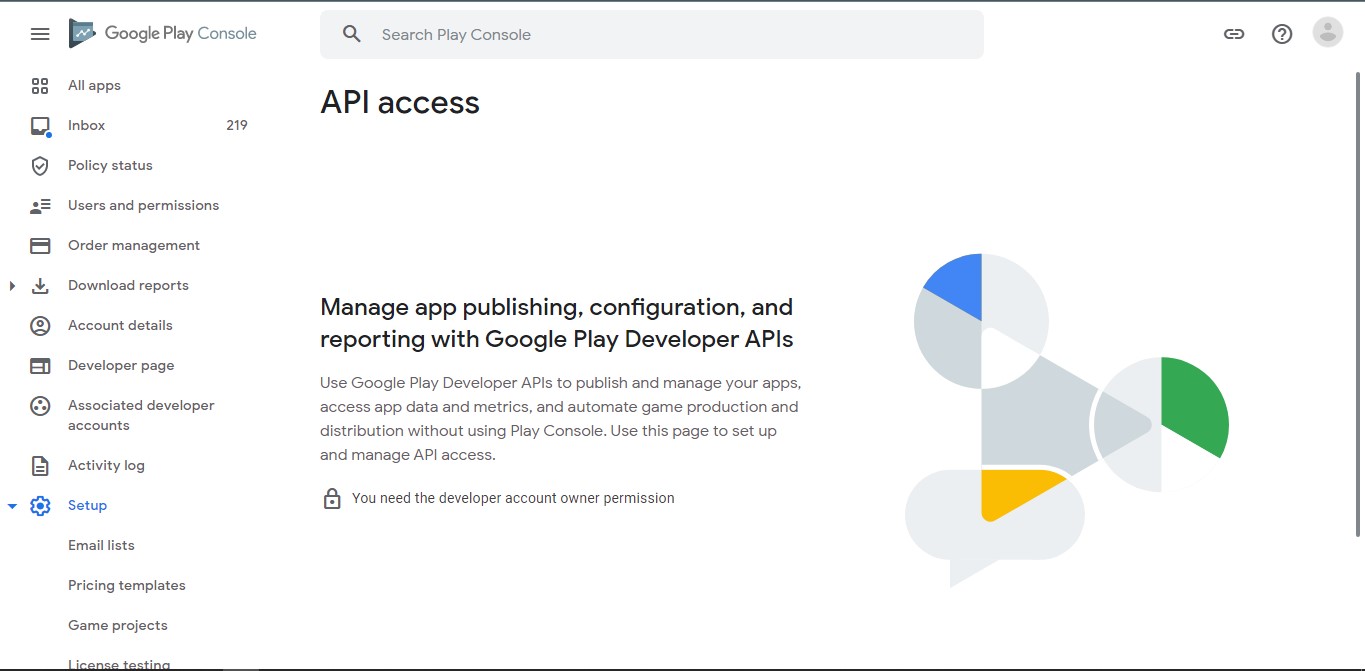 Google Play Console
Search Play Console
All apps
Inbox 219
Policy status
Users and permissions
Order management
Download reports
Account details
Developer page
Associated developer
accounts
Activity log
Setup
Email lists
Pricing templates
Game projects
License testing
API access
Manage app publishing, configuration, and
reporting with Google Play Developer APIs
Use Google Play Developer APIs to publish and manage your apps,
access app data and metrics, and automate game production and
distribution without using Play Console. Use this page to set up
and manage API access.
You need the developer account owner permission